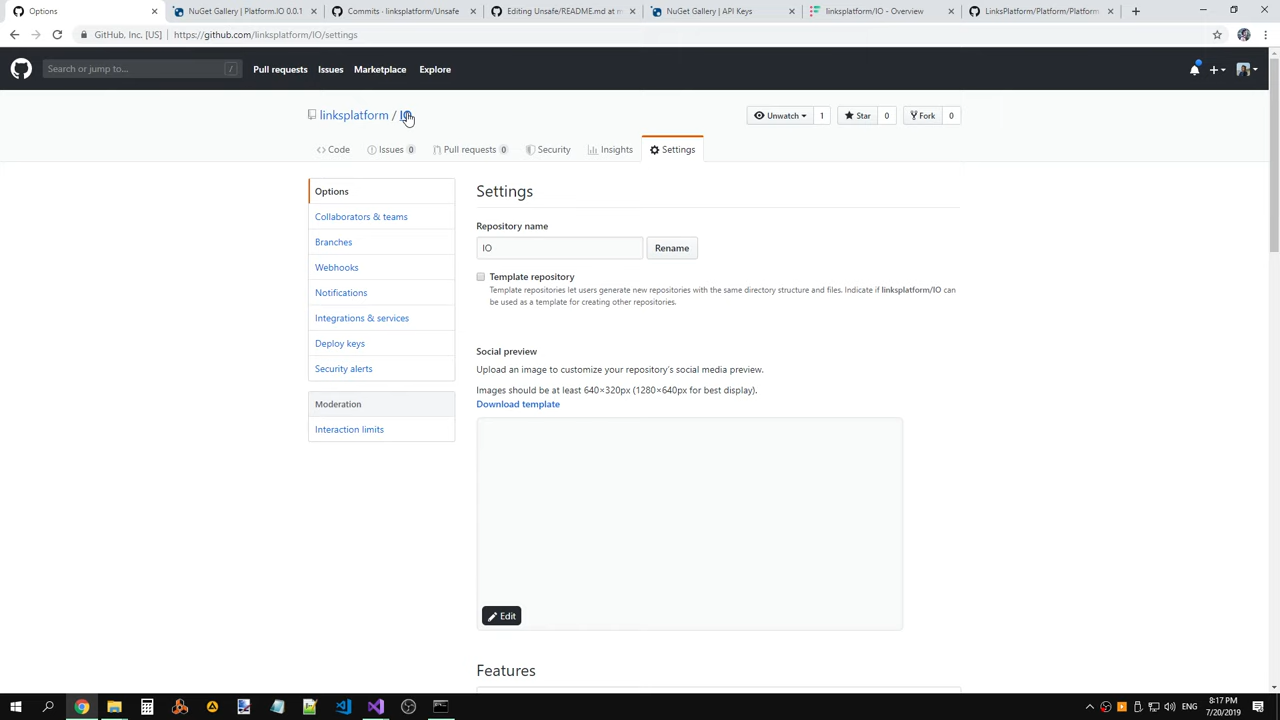 Options
NuGet Gallery | Platform.IO 0.0.1
Commits · linksplatform/Unsafe
Editing Unsafe/README.md at m
NuGet Gallery | API Keys
linksplatform/IO - Overview
LinksPlatform/Platform/Platform.
GitHub, Inc. [US] | https://github.com/linksplatform/IO/settings
Search or jump to... /
Pull requests Issues Marketplace Explore
linksplatform / IO
Unwatch 1 Star 0 Fork 0
Code Issues 0 Pull requests 0 Security Insights Settings
Options
Collaborators & teams
Branches
Webhooks
Notifications
Integrations & services
Deploy keys
Security alerts
Moderation
Interaction limits
Settings
Repository name
IO Rename
Template repository
Template repositories let users generate new repositories with the same directory structure and files. Indicate if linksplatform/IO can
be used as a template for creating other repositories.
Social preview
Upload an image to customize your repository's social media preview.
Images should be at least 640×320px (1280×640px for best display).
Download template
Edit
Features
ENG
8:17 PM
7/20/2019